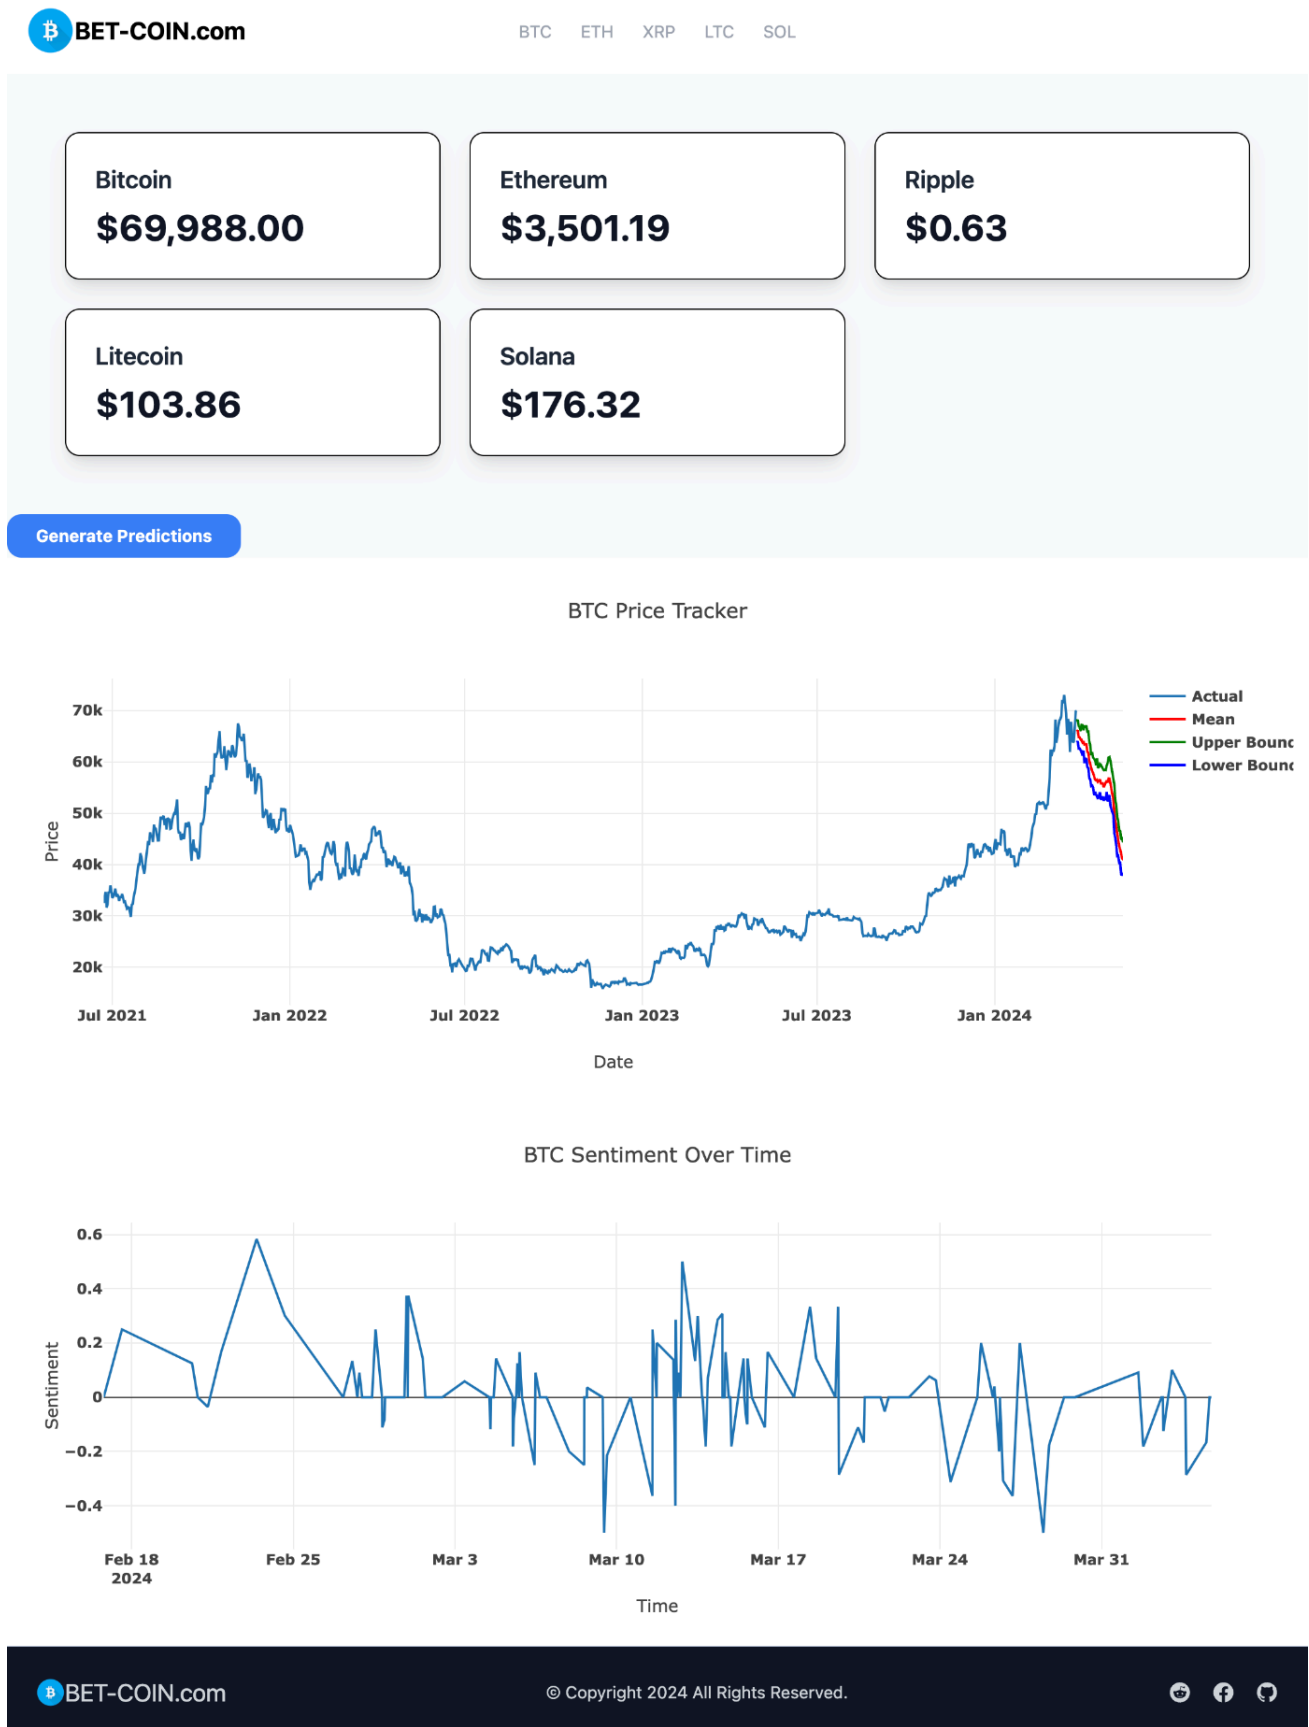 BET-COIN.com
BTC ETH XRP LTC SOL
Bitcoin
$69,988.00
Ethereum
$3,501.19
Ripple
$0.63
Litecoin
$103.86
Solana
$176.32
Generate Predictions
BTC Price Tracker
70k
60k
50k
40k
30k
20k
Price
Jul 2021 Jan 2022 Jul 2022 Jan 2023 Jul 2023 Jan 2024
Date
Actual
Mean
Upper Bound
Lower Bound
BTC Sentiment Over Time
0.6
0.4
0.2
0
−0.2
−0.4
Sentiment
Feb 18 Feb 25 Mar 3 Mar 10 Mar 17 Mar 24 Mar 31
2024
Time
BET-COIN.com
© Copyright 2024 All Rights Reserved.